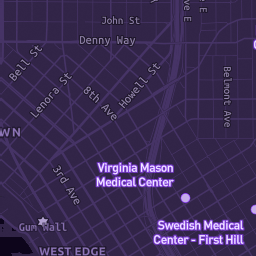 John St
Denny Way
Bell St
Lenora St
8th Ave
Howell St
Belmont Ave
WN
Virginia Mason
Medical Center
3rd Ave
Gum Wall
Swedish Medical
Center - First Hill
WEST EDGE